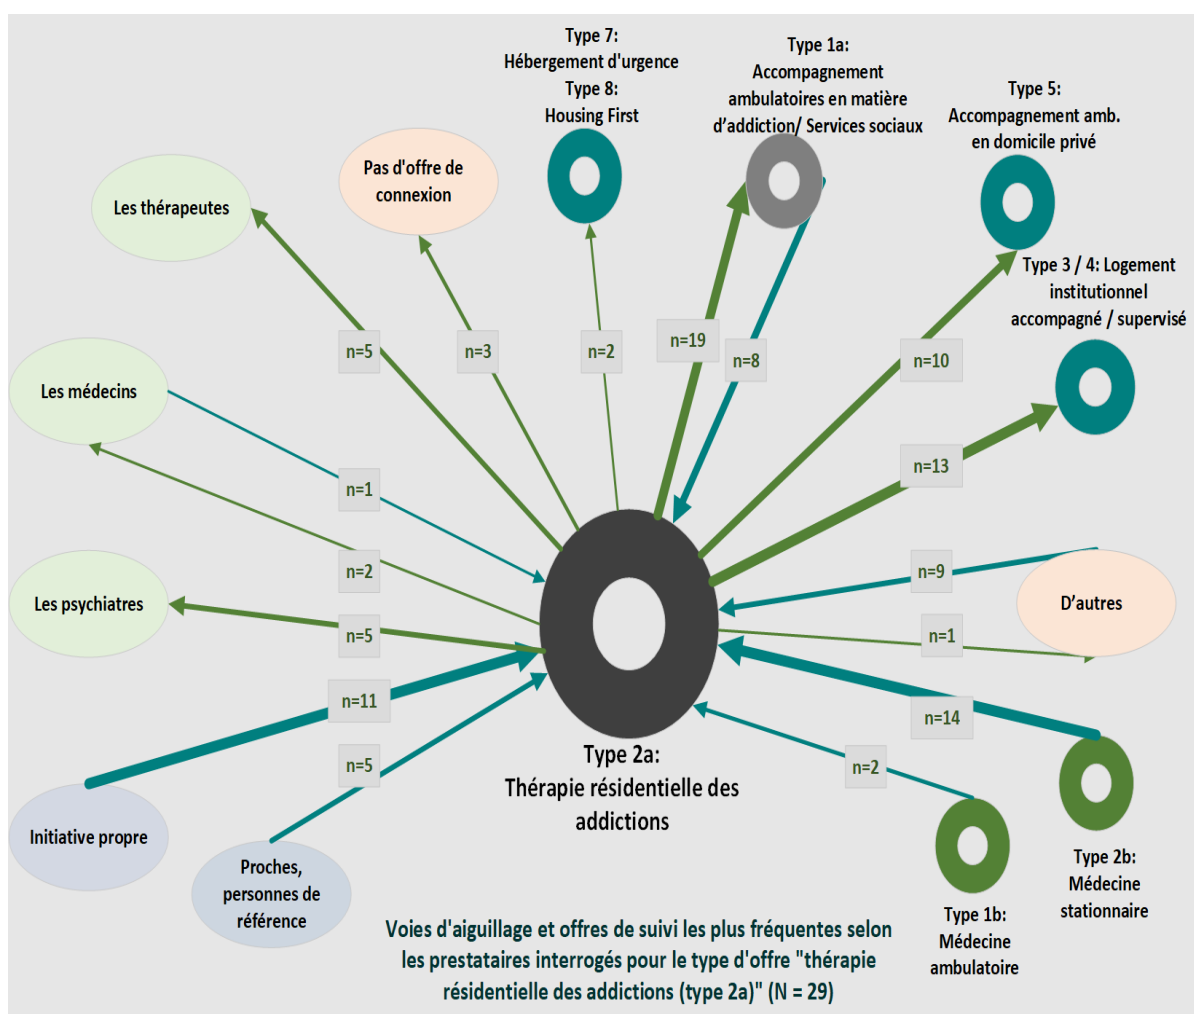 Type 7:
Hébergement d'urgence
Type 8:
Housing First
Type 1a:
Accompagnement
ambulatoires en matière
d'addiction/ Services sociaux
Type 5:
Accompagnement amb.
en domicile privé
Pas d'offre de
connexion
Les thérapeutes
Type 3 / 4: Logement
institutionnel
accompagné / supervisé
n=5
n=3
n=2
n=19
n=8
n=10
Les médecins
n=13
n=1
n=2
n=9
Les psychiatres
D'autres
n=5
n=1
n=11
n=14
n=5
n=2
Type 2a:
Thérapie résidentielle des
addictions
Initiative propre
Proches,
personnes de
référence
Type 2b:
Médecine
stationnaire
Type 1b:
Médecine
ambulatoire
Voies d'aiguillage et offres de suivi les plus fréquentes selon
les prestataires interrogés pour le type d'offre "thérapie
résidentielle des addictions (type 2a)" (N = 29)